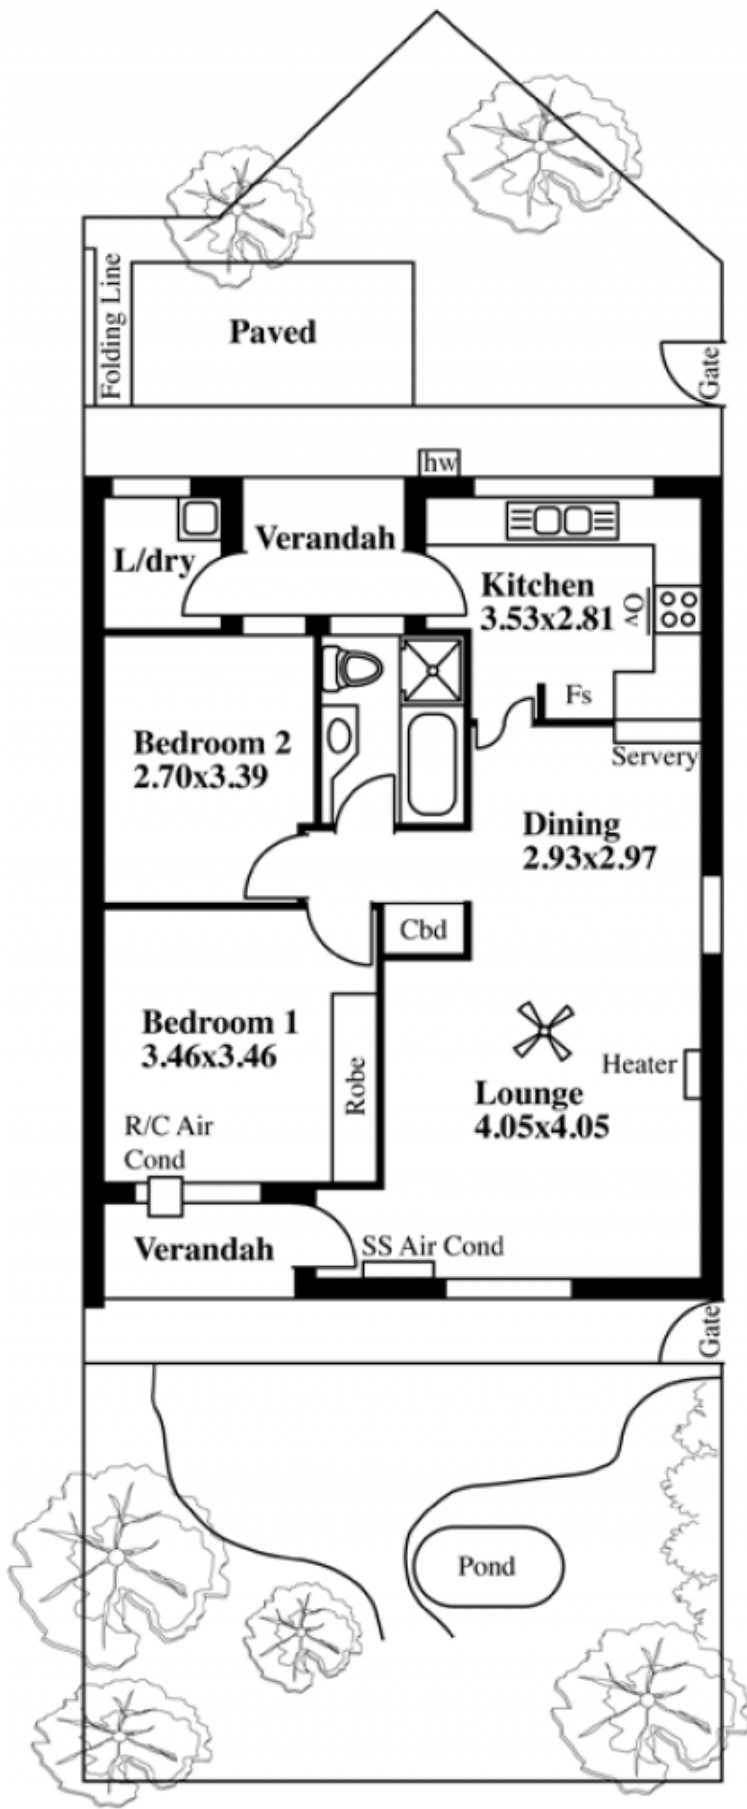 Folding Line
Paved
Gate
hw
Verandah
L/dry
Kitchen
3.53x2.81
Ov
Fs
Servery
Bedroom 2
2.70x3.39
Dining
2.93x2.97
Cbd
Bedroom 1
3.46x3.46
Robe
Heater
Lounge
4.05x4.05
R/C Air
Cond
Verandah
SS Air Cond
Gate
Pond